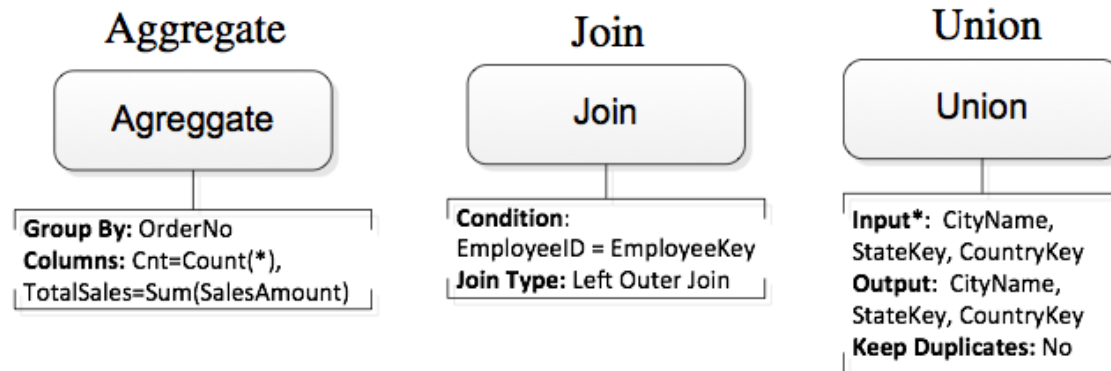 Aggregate
Agreggate
Group By: OrderNo
Columns: Cnt=Count(*),
TotalSales=Sum(SalesAmount)
Join
Join
Condition:
EmployeeID = EmployeeKey
Join Type: Left Outer Join
Union
Union
Input*: CityName,
StateKey, CountryKey
Output: CityName,
StateKey, CountryKey
Keep Duplicates: No